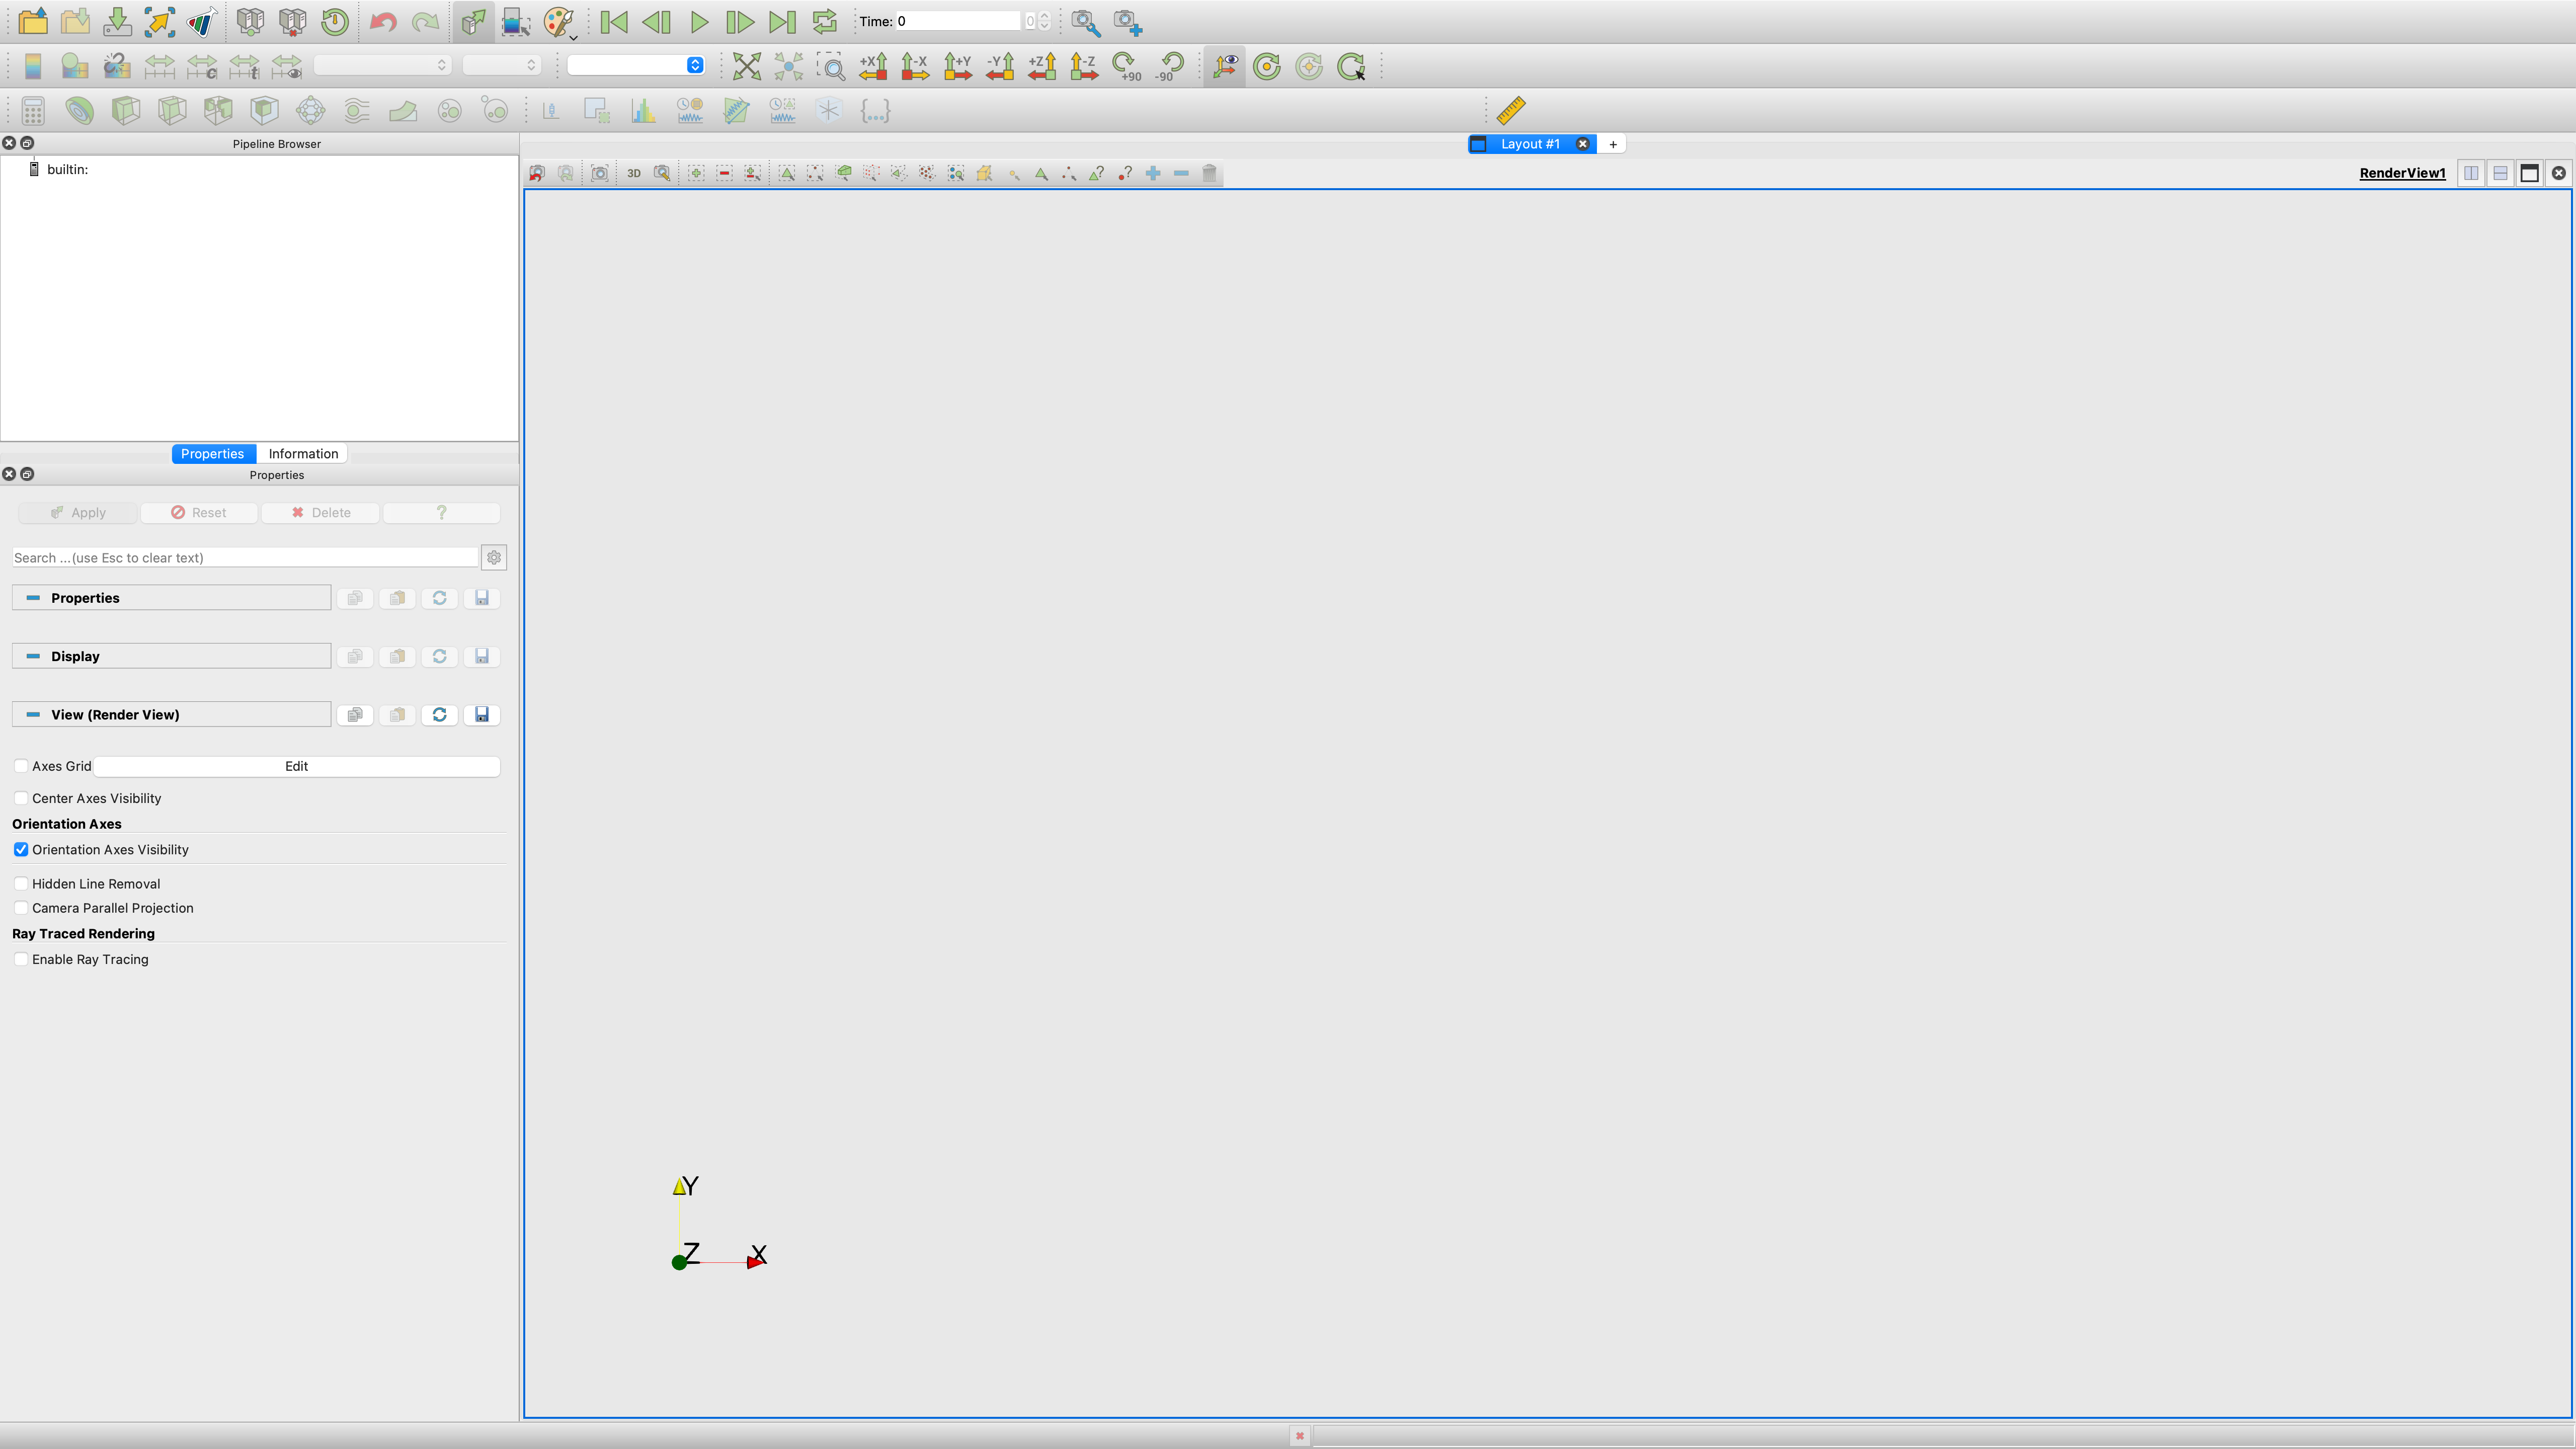 Time: 0
0
+X
-X
+Y
-Y
+Z
-Z
+90
-90
c
t
{...}
Pipeline Browser
Layout #1
+
builtin:
3D
RenderView1
Properties
Information
Properties
Apply
Reset
Delete
?
Search ...(use Esc to clear text)
Properties
Display
View (Render View)
Axes Grid
Edit
Center Axes Visibility
Orientation Axes
Orientation Axes Visibility
Hidden Line Removal
Camera Parallel Projection
Ray Traced Rendering
Enable Ray Tracing
Y
Z
X